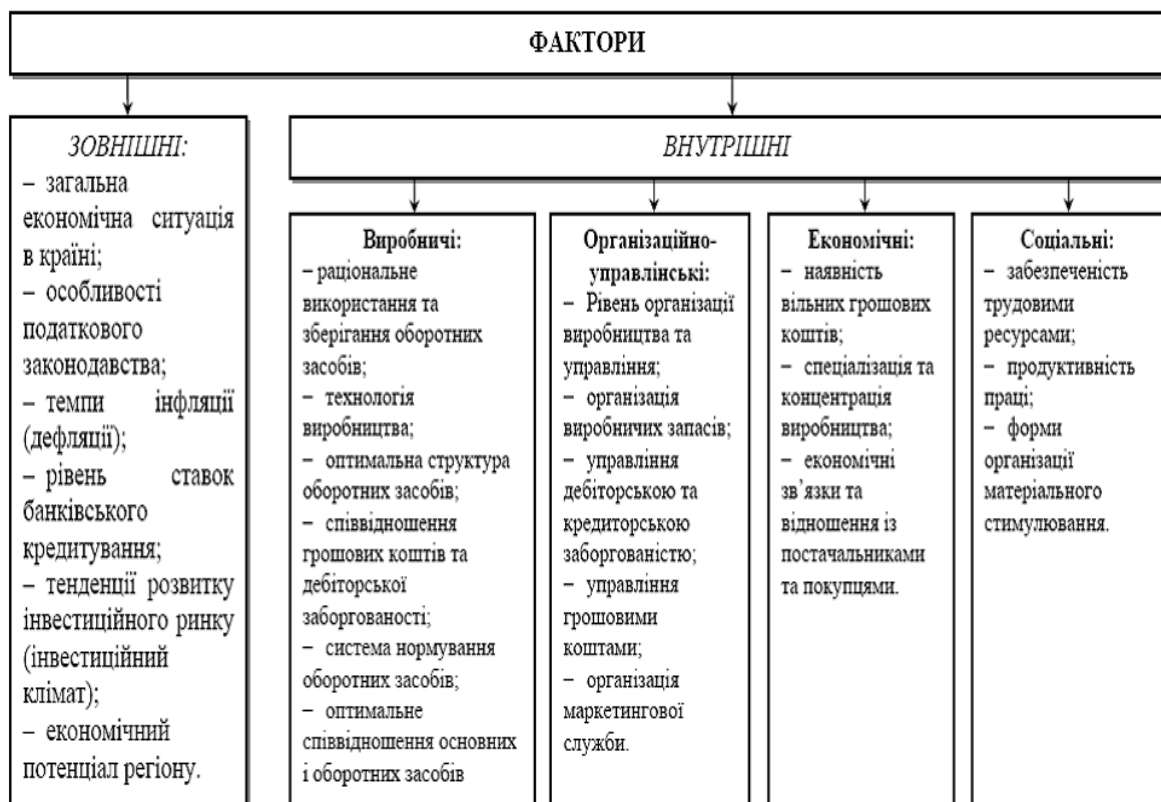 ФАКТОРИ
ЗОВНІШНІ:
– загальна
економічна ситуація
в країні;
– особливості
податкового
законодавства;
– темпи інфляції
(дефляції);
– рівень ставок
банківського
кредитування;
– тенденції розвитку
інвестиційного ринку
(інвестиційний
клімат);
– економічний
потенціал регіону.
ВНУТРІШНІ
Виробничі:
– раціональне
використання та
зберігання оборотних
засобів;
– технологія
виробництва;
– оптимальна структура
оборотних засобів;
– співвідношення
грошових коштів та
дебіторської
заборгованості;
– система нормування
оборотних засобів;
– оптимальне
співвідношення основних
і оборотних засобів
Організаційно-
управлінські:
– Рівень організації
виробництва та
управління;
– організація
виробничих запасів;
– управління
дебіторською та
кредиторською
заборгованістю;
– управління
грошовими
коштами;
– організація
маркетингової
служби.
Економічні:
– наявність
вільних грошових
коштів;
– спеціалізація та
концентрація
виробництва;
– економічні
зв’язки та
відношення із
постачальниками
та покупцями.
Соціальні:
– забезпеченість
трудовими
ресурсами;
– продуктивність
праці;
– форми
організації
матеріального
стимулювання.